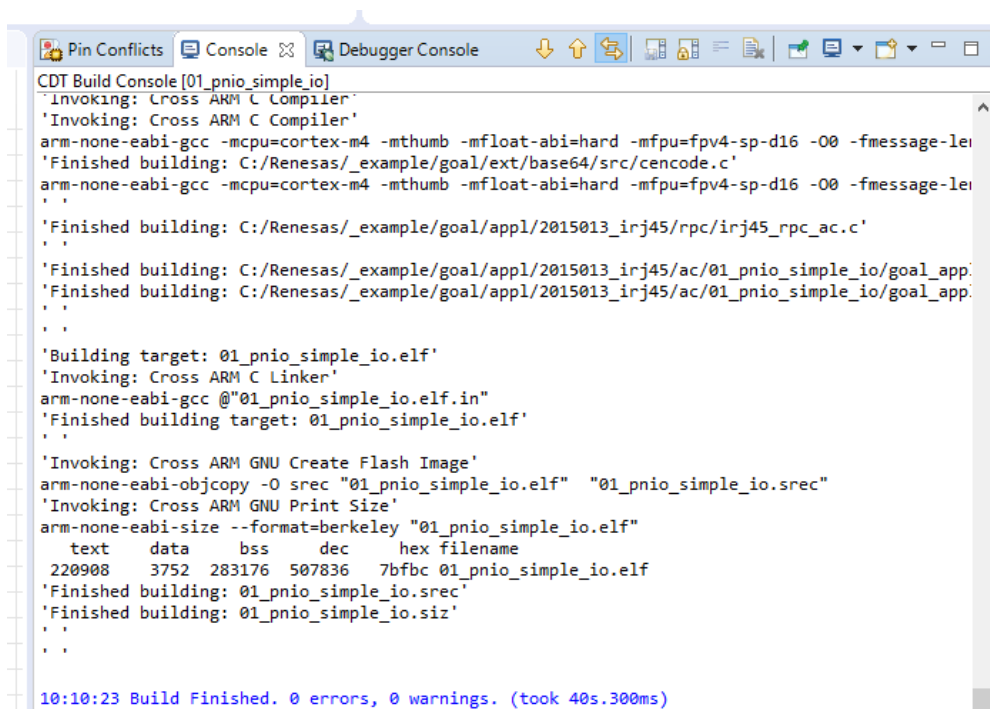 Pin Conflicts Console Debugger Console
CDT Build Console [01_pnio_simple_io]
'Invoking: Cross ARM C Compiler'
'Invoking: Cross ARM C Compiler'
arm-none-eabi-gcc -mcpu=cortex-m4 -mthumb -mfloat-abi=hard -mfpu=fpv4-sp-d16 -O0 -fmessage-le
'Finished building: C:/Renesas/_example/goal/ext/base64/src/cencode.c'
arm-none-eabi-gcc -mcpu=cortex-m4 -mthumb -mfloat-abi=hard -mfpu=fpv4-sp-d16 -O0 -fmessage-le
' '
'Finished building: C:/Renesas/_example/goal/appl/2015013_irj45/rpc/irj45_rpc_ac.c'
' '
'Finished building: C:/Renesas/_example/goal/appl/2015013_irj45/ac/01_pnio_simple_io/goal_app
'Finished building: C:/Renesas/_example/goal/appl/2015013_irj45/ac/01_pnio_simple_io/goal_app
' '
' '
'Building target: 01_pnio_simple_io.elf'
'Invoking: Cross ARM C Linker'
arm-none-eabi-gcc @"01_pnio_simple_io.elf.in"
'Finished building target: 01_pnio_simple_io.elf'
' '
'Invoking: Cross ARM GNU Create Flash Image'
arm-none-eabi-objcopy -O srec "01_pnio_simple_io.elf"  "01_pnio_simple_io.srec"
'Invoking: Cross ARM GNU Print Size'
arm-none-eabi-size --format=berkeley "01_pnio_simple_io.elf"
text data bss dec hex filename
220908 3752 283176 507836 7bfbc 01_pnio_simple_io.elf
'Finished building: 01_pnio_simple_io.srec'
'Finished building: 01_pnio_simple_io.siz'
' '
' '
10:10:23 Build Finished. 0 errors, 0 warnings. (took 40s.300ms)